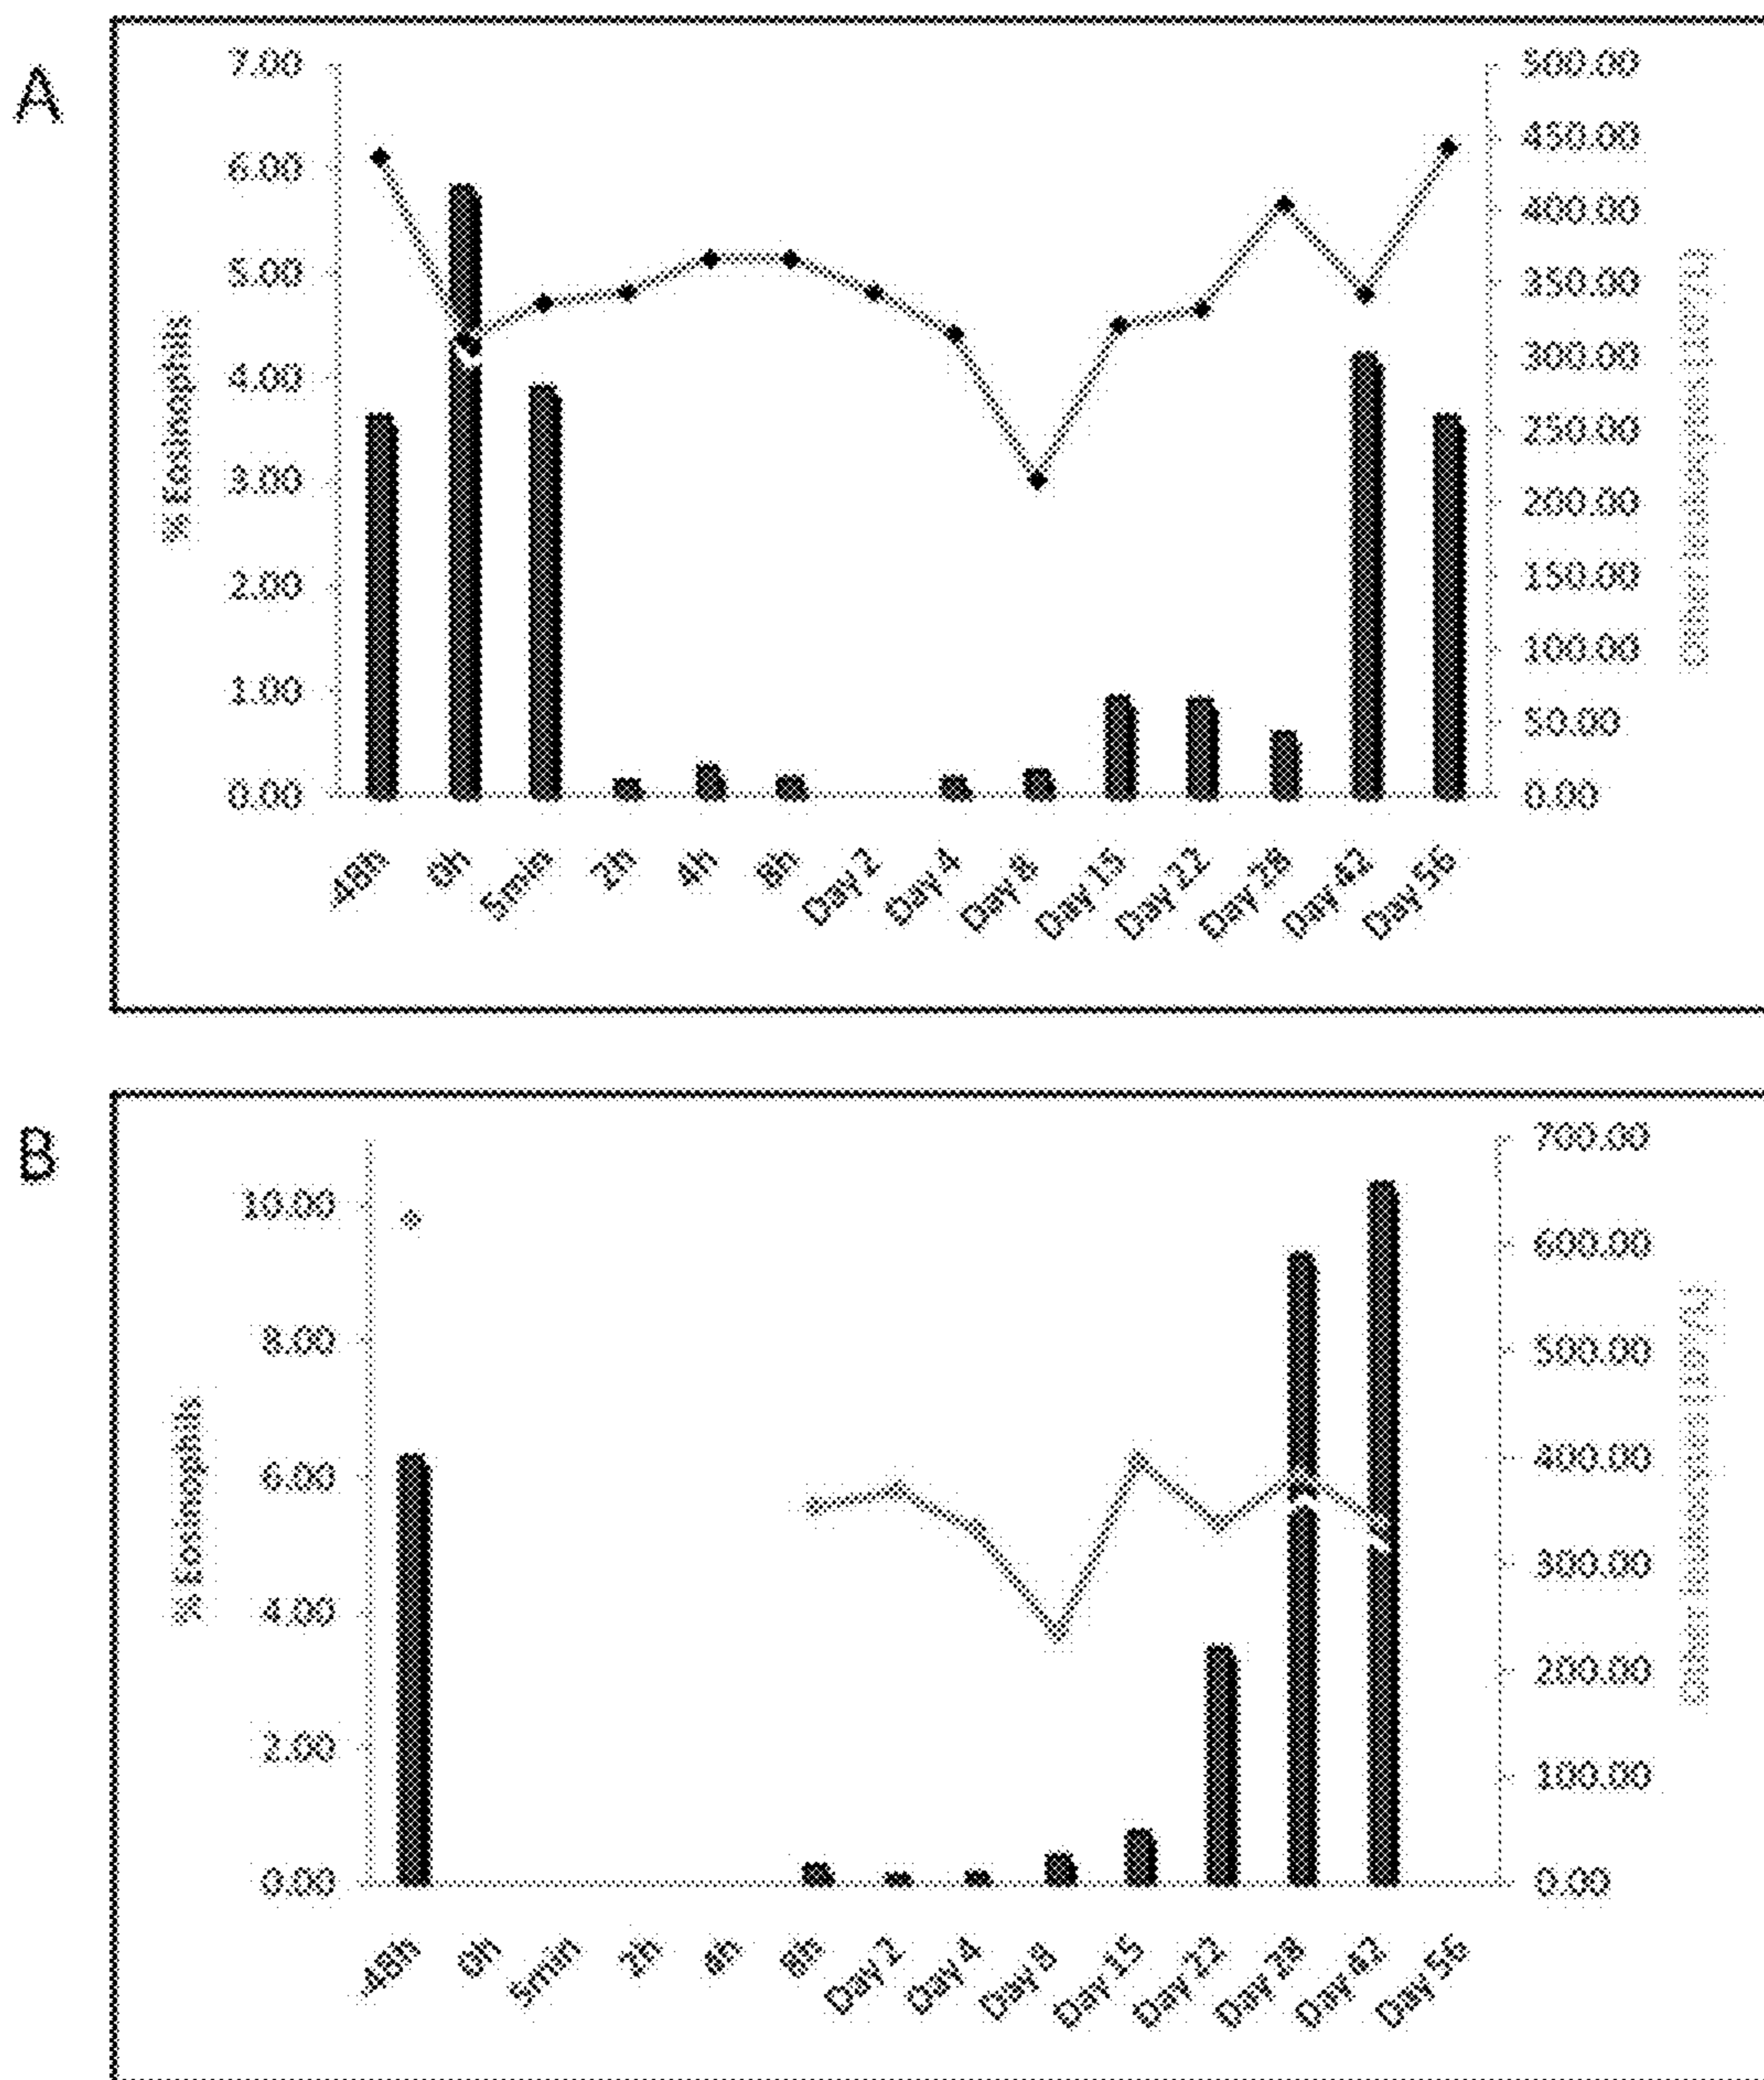 A
7.00
6.00
5.00
4.00
3.00
2.00
1.00
0.00
% Eosinophils
500.00
450.00
400.00
350.00
300.00
250.00
200.00
150.00
100.00
50.00
0.00
48h
0h
5min
2h
4h
8h
Day 2
Day 4
Day 8
Day 15
Day 22
Day 28
Day 42
Day 56
B
10.00
8.00
6.00
4.00
2.00
0.00
% Eosinophils
700.00
600.00
500.00
400.00
300.00
200.00
100.00
0.00
48h
0h
5min
2h
4h
8h
Day 2
Day 4
Day 8
Day 15
Day 22
Day 28
Day 42
Day 56